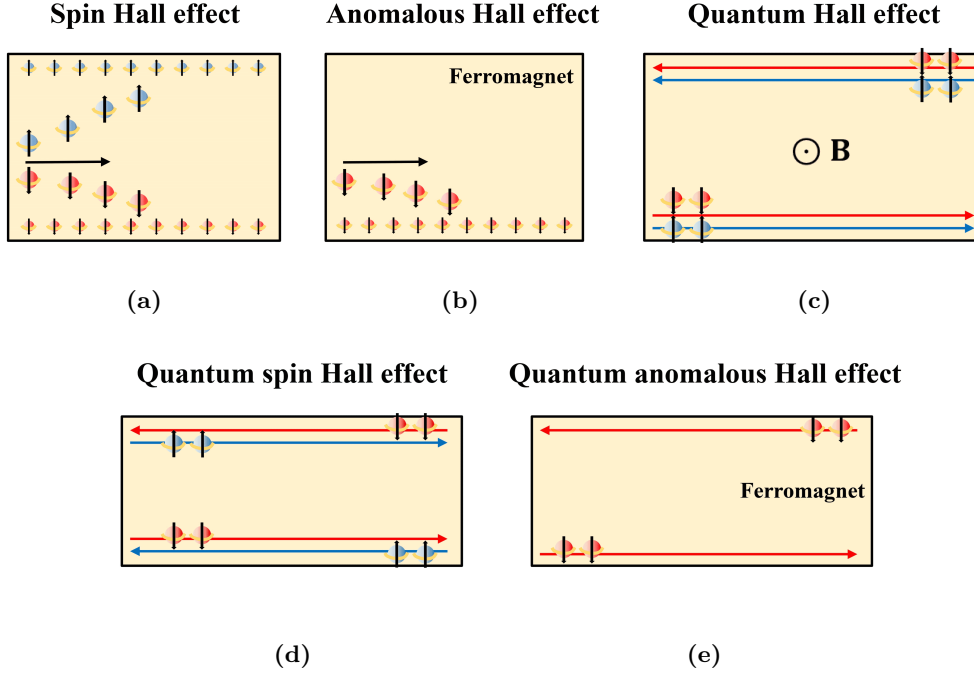 Spin Hall effect
Anomalous Hall effect
Quantum Hall effect
Ferromagnet
B
(a)
(b)
(c)
Quantum spin Hall effect
Quantum anomalous Hall effect
Ferromagnet
(d)
(e)